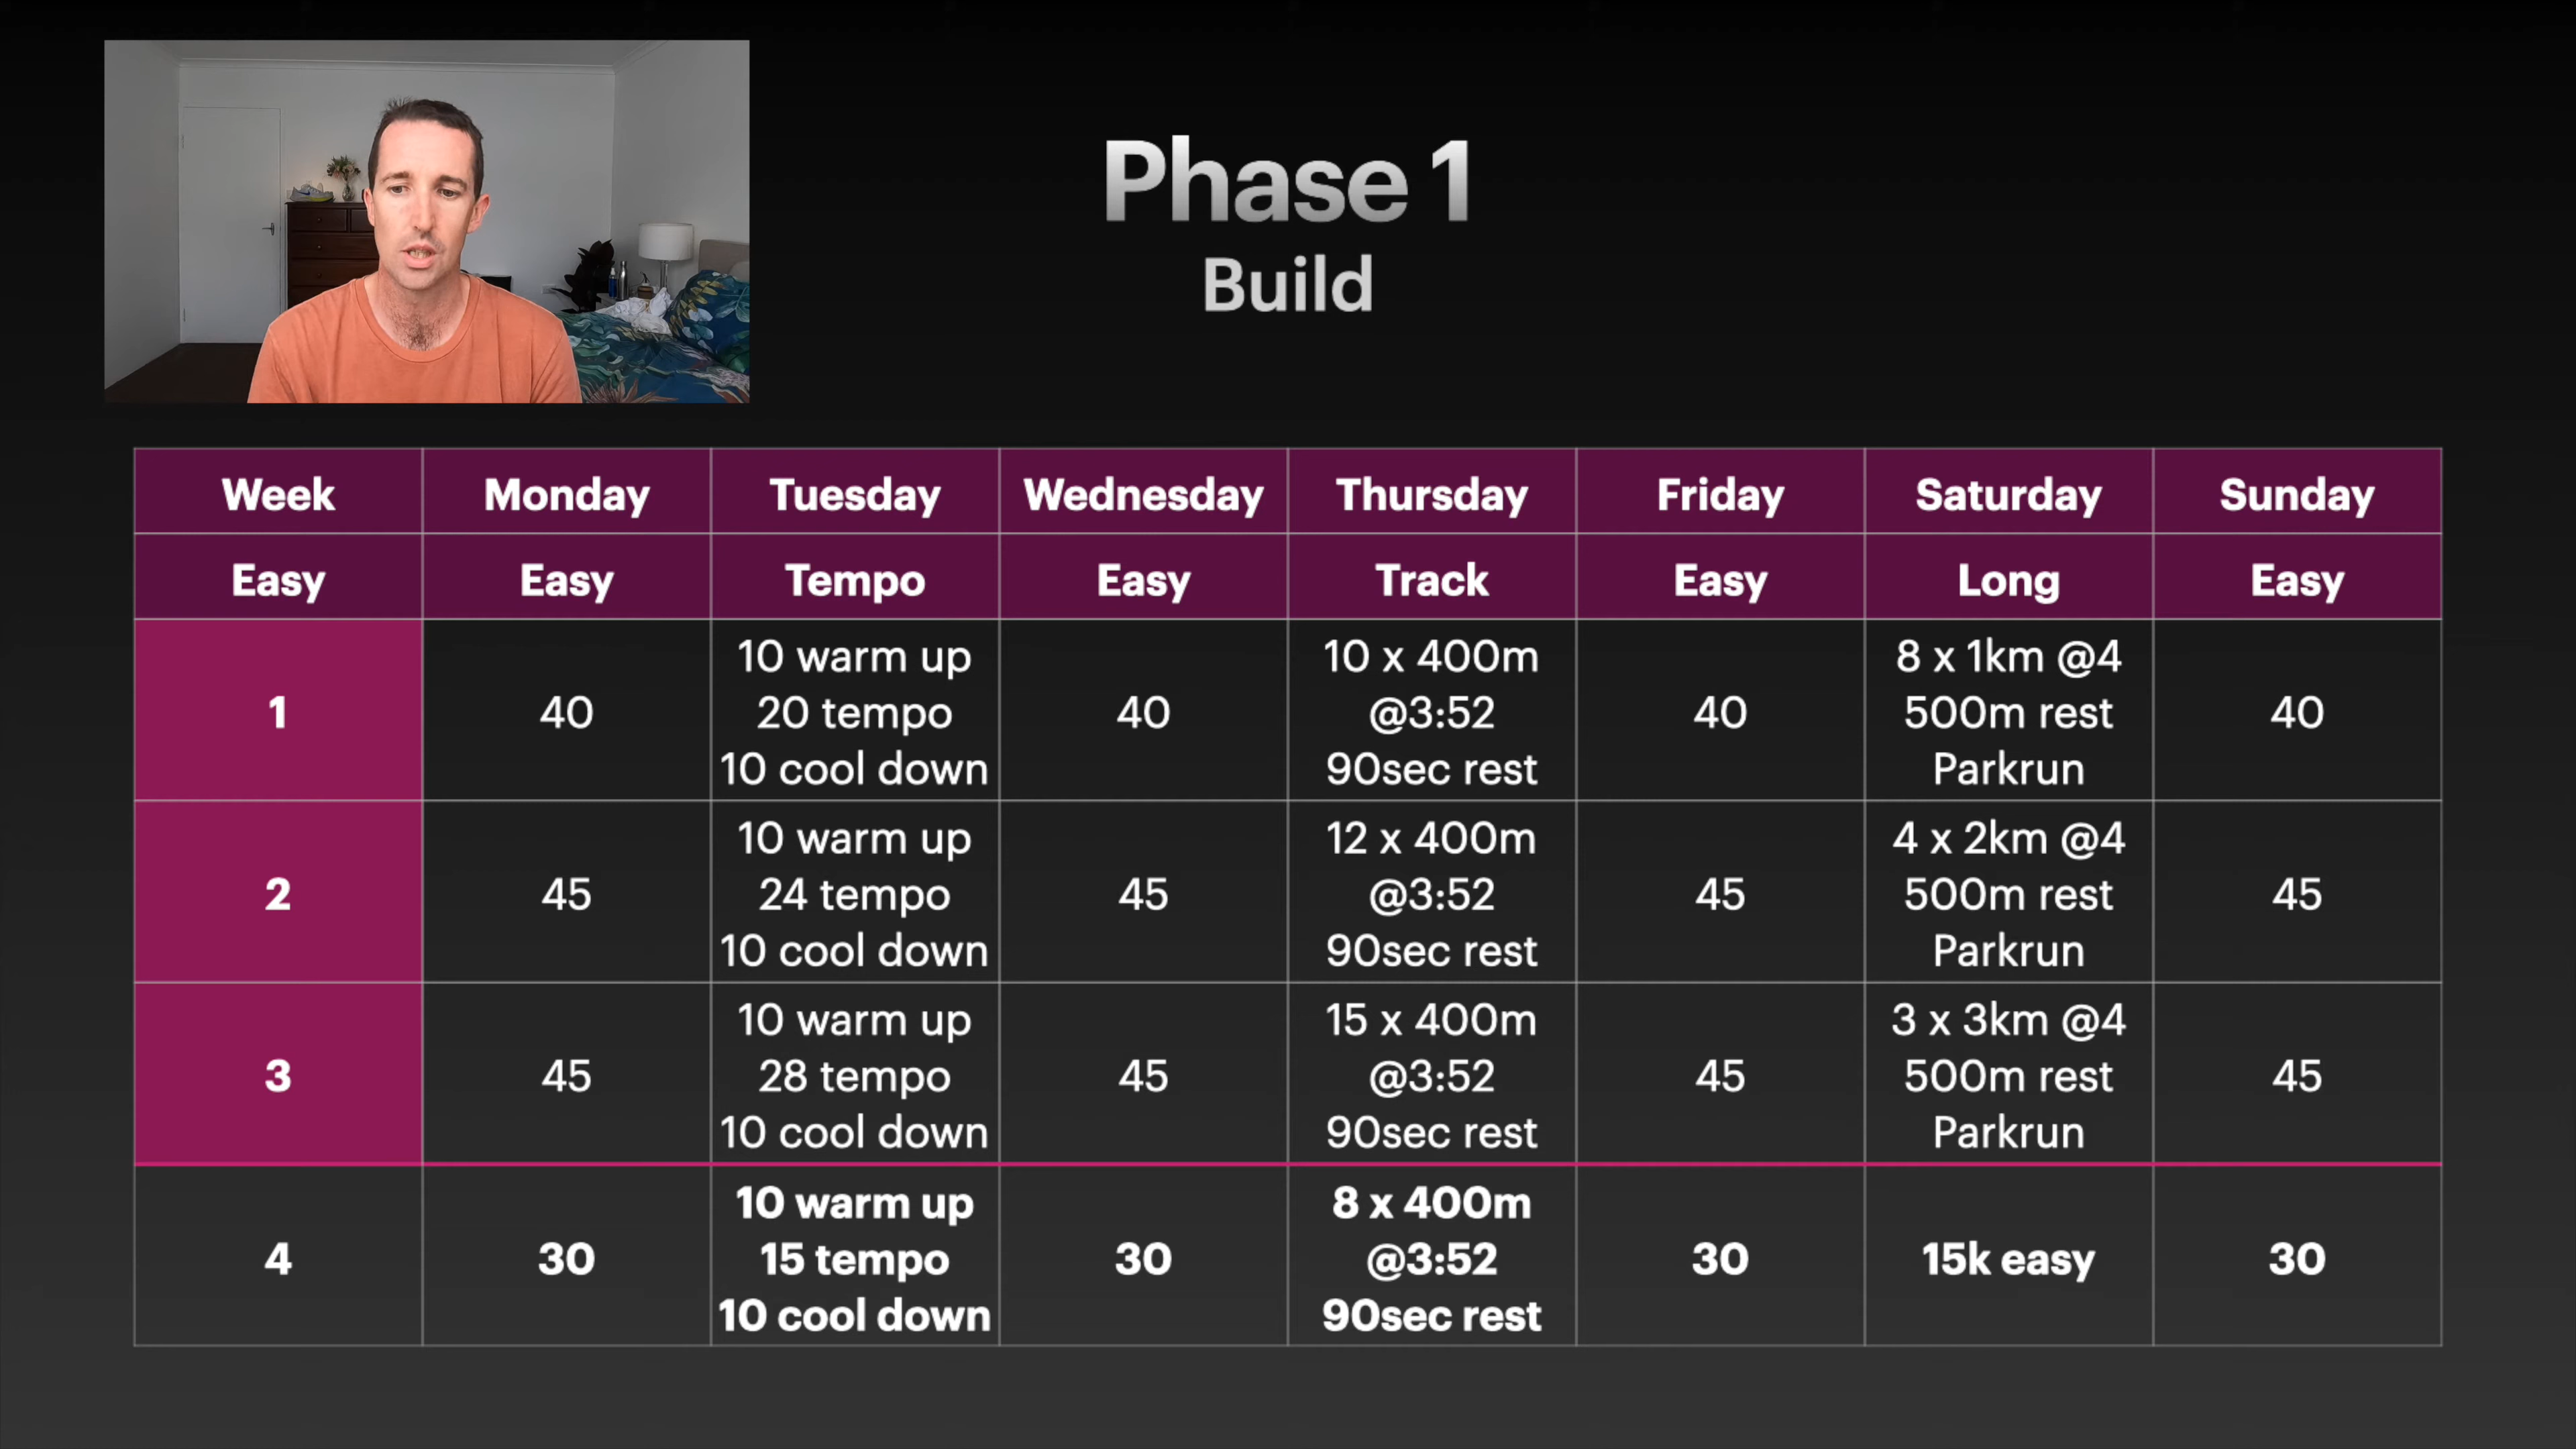 Phase 1
Build
Week Monday Tuesday Wednesday Thursday Friday Saturday Sunday
Easy Easy Tempo Easy Track Easy Long Easy
1
40
10 warm up
20 tempo
10 cool down
40
10 x 400m
@3:52
90sec rest
40
8 x 1km @4
500m rest
Parkrun
40
2
45
10 warm up
24 tempo
10 cool down
45
12 x 400m
@3:52
90sec rest
45
4 x 2km @4
500m rest
Parkrun
45
3
45
10 warm up
28 tempo
10 cool down
45
15 x 400m
@3:52
90sec rest
45
3 x 3km @4
500m rest
Parkrun
45
4
30
10 warm up
15 tempo
10 cool down
30
8 x 400m
@3:52
90sec rest
30
15k easy
30